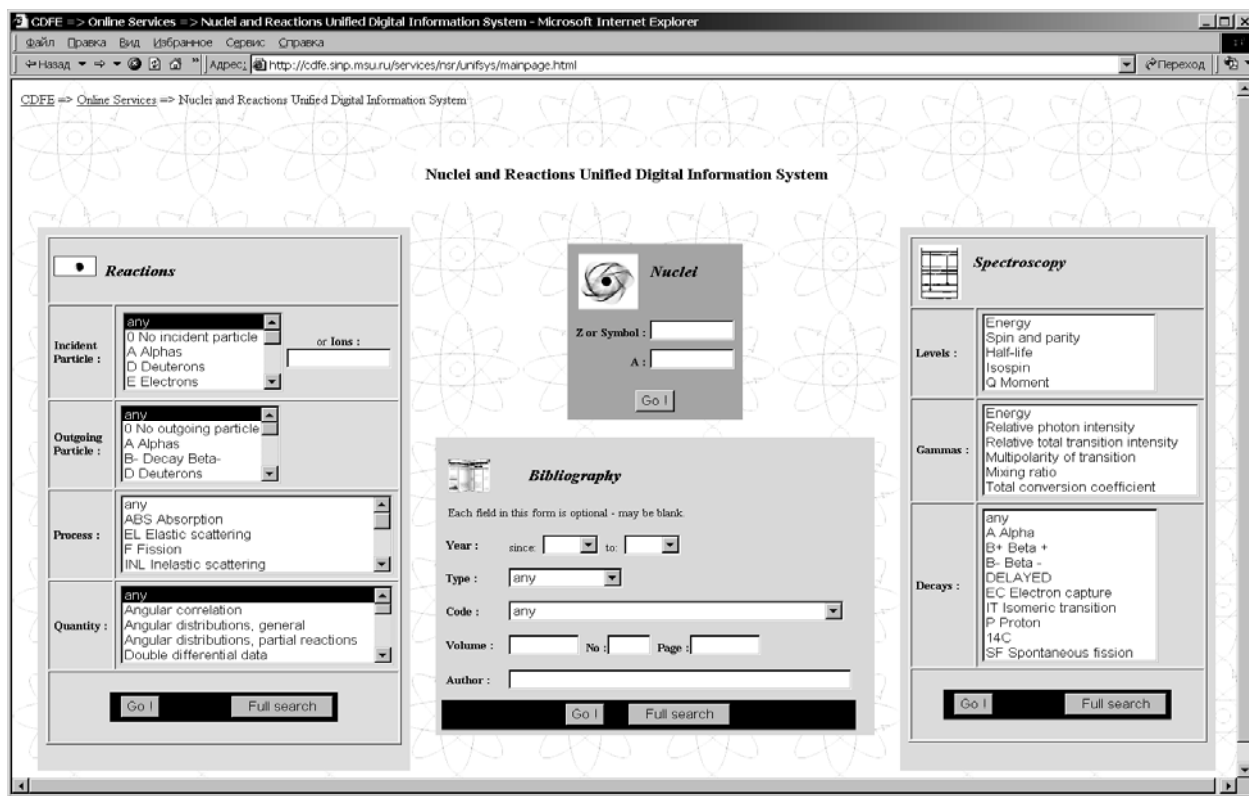 CDFE => Online Services => Nuclei and Reactions Unified Digital Information System - Microsoft Internet Explorer
Файл Правка Вид Избранное Сервис Справка
Назад Адрес: http://cdfe.sinp.msu.ru/services/nsr/unifsys/mainpage.html Переход
CDFE => Online Services => Nuclei and Reactions Unified Digital Information System
Nuclei and Reactions Unified Digital Information System
Reactions
Incident Particle :
any
0 No incident particle
A Alphas
D Deuterons
E Electrons
or Ions :
Outgoing Particle :
any
0 No outgoing particle
A Alphas
B- Decay Beta-
D Deuterons
Process :
any
ABS Absorption
EL Elastic scattering
F Fission
INL Inelastic scattering
Quantity :
any
Angular correlation
Angular distributions, general
Angular distributions, partial reactions
Double differential data
Go ! Full search
Nuclei
Z or Symbol :
A :
Go !
Bibliography
Each field in this form is optional - may be blank.
Year : since: to:
Type : any
Code : any
Volume : No : Page :
Author :
Go ! Full search
Spectroscopy
Levels :
Energy
Spin and parity
Half-life
Isospin
Q Moment
Gammas :
Energy
Relative photon intensity
Relative total transition intensity
Multipolarity of transition
Mixing ratio
Total conversion coefficient
Decays :
any
A Alpha
B+ Beta +
B- Beta -
DELAYED
EC Electron capture
IT Isomeric transition
P Proton
14C
SF Spontaneous fission
Go ! Full search